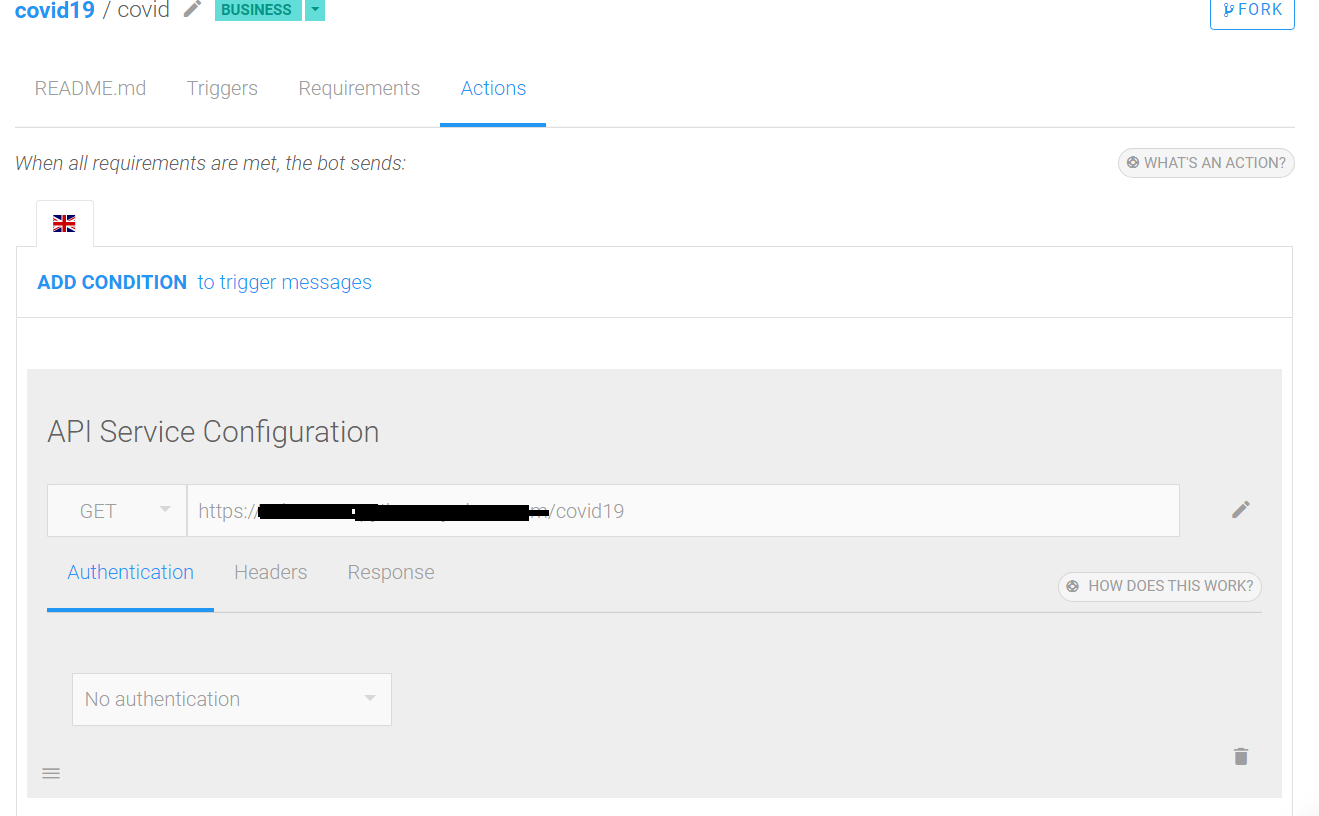 covid19 / covid BUSINESS FORK
README.md Triggers Requirements Actions
When all requirements are met, the bot sends: WHAT'S AN ACTION?
ADD CONDITION to trigger messages
API Service Configuration
GET https:// /covid19
Authentication Headers Response HOW DOES THIS WORK?
No authentication